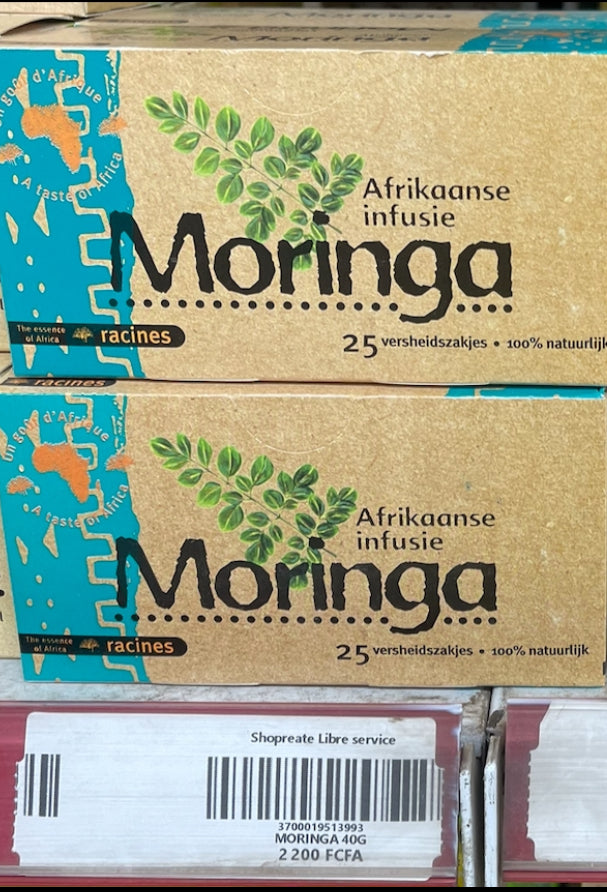 Moringa
Un goût d'Afrique
A taste of Africa
Afrikaanse
infusie
Moringa
The essence
of Africa
racines
25 versheidszakjes • 100% natuurlijk
racines
Un goût d'Afrique
A taste of Africa
Afrikaanse
infusie
Moringa
The essence
of Africa
racines
25 versheidszakjes • 100% natuurlijk
Shopreate Libre service
3700019513993
MORINGA 40G
2 200 FCFA